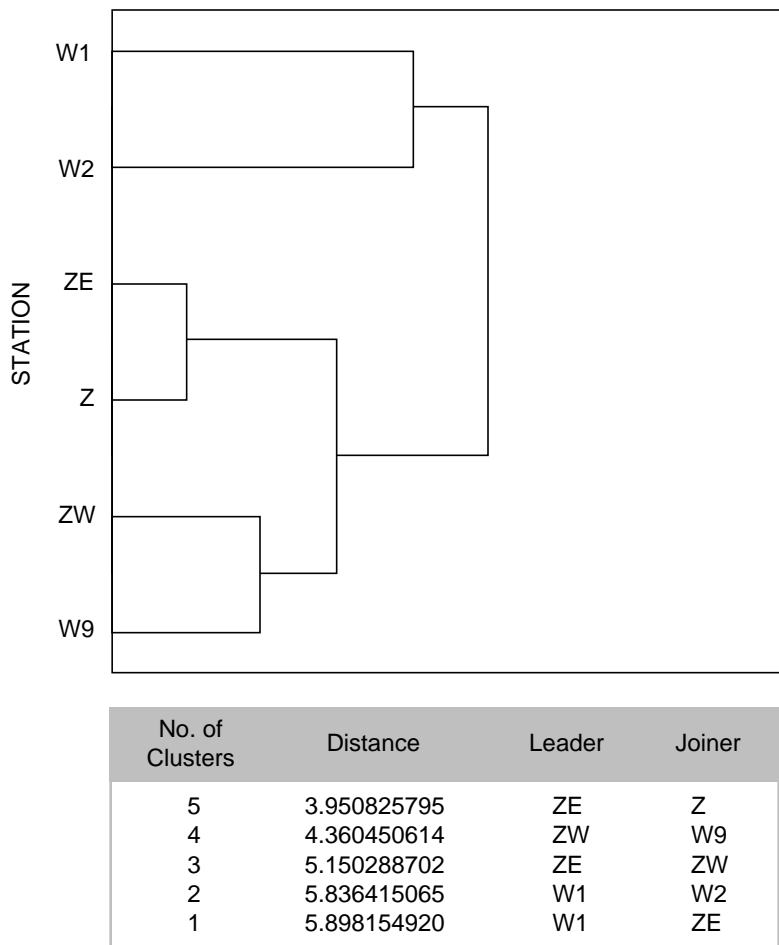 W1
W2
ZE
STATION
Z
ZW
W9
No. of Clusters Distance Leader Joiner
5 3.950825795 ZE Z
4 4.360450614 ZW W9
3 5.150288702 ZE ZW
2 5.836415065 W1 W2
1 5.898154920 W1 ZE